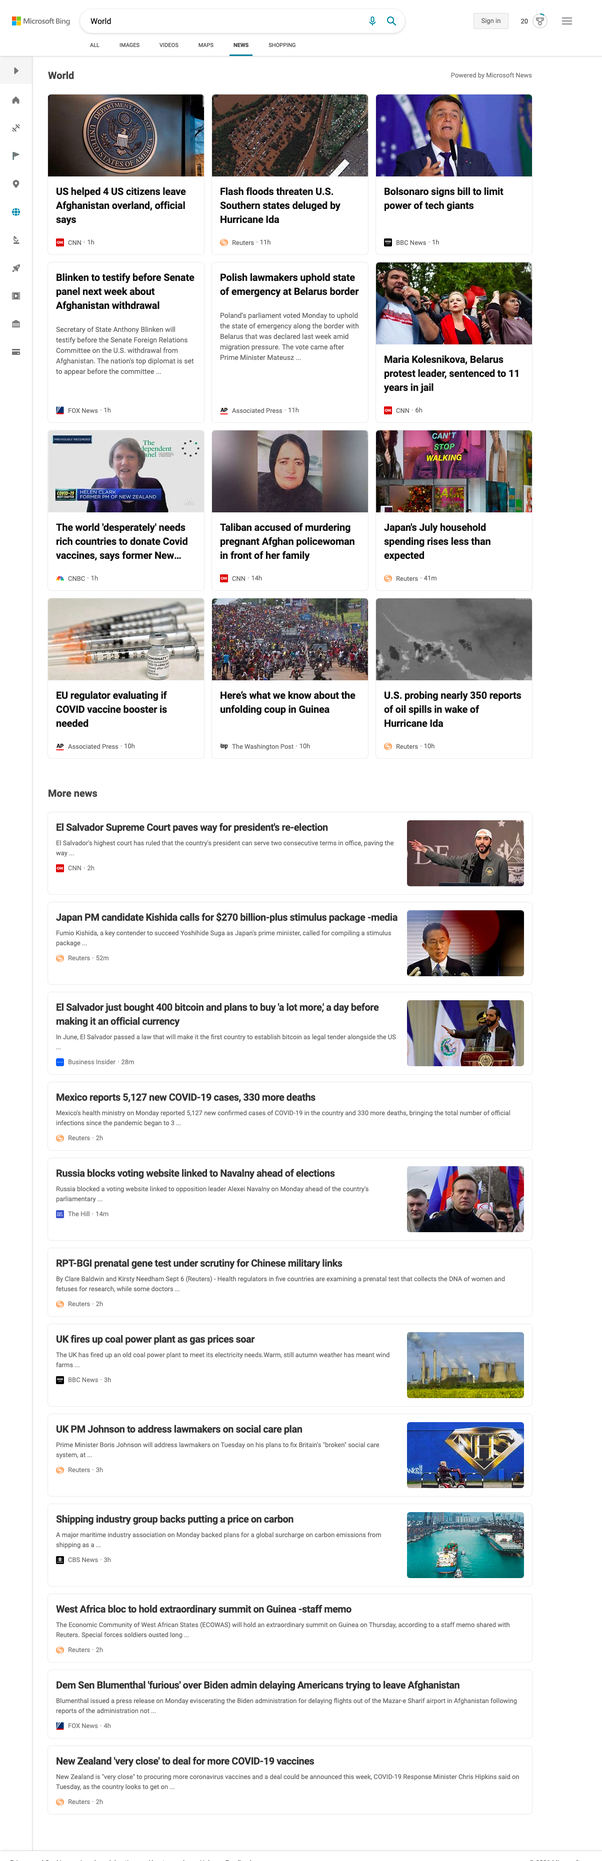 Microsoft Bing
World
Sign in
20
ALL IMAGES VIDEOS MAPS NEWS SHOPPING
World
Powered by Microsoft News
US helped 4 US citizens leave
Afghanistan overland, official
says
CNN · 1h
Flash floods threaten U.S.
Southern states deluged by
Hurricane Ida
Reuters · 11h
Bolsonaro signs bill to limit
power of tech giants
BBC News · 1h
Blinken to testify before Senate
panel next week about
Afghanistan withdrawal
Secretary of State Anthony Blinken will
testify before the Senate Foreign Relations
Committee on the U.S. withdrawal from
Afghanistan. The nation's top diplomat is set
to appear before the committee ...
FOX News · 1h
Polish lawmakers uphold state
of emergency at Belarus border
Poland's parliament voted Monday to uphold
the state of emergency along the border with
Belarus that was declared last week amid
migration pressure. The vote came after
Prime Minister Mateusz ...
AP Associated Press · 11h
Maria Kolesnikova, Belarus
protest leader, sentenced to 11
years in jail
CNN · 6h
HELEN CLARK
FORMER PM OF NEW ZEALAND
The world 'desperately' needs
rich countries to donate Covid
vaccines, says former New...
CNBC · 1h
Taliban accused of murdering
pregnant Afghan policewoman
in front of her family
CNN · 14h
CAN'T
STOP
WALKING
Japan's July household
spending rises less than
expected
Reuters · 41m
EU regulator evaluating if
COVID vaccine booster is
needed
AP Associated Press · 10h
Here's what we know about the
unfolding coup in Guinea
wp The Washington Post · 10h
U.S. probing nearly 350 reports
of oil spills in wake of
Hurricane Ida
Reuters · 10h
More news
El Salvador Supreme Court paves way for president's re-election
El Salvador's highest court has ruled that the country's president can serve two consecutive terms in office, paving the
way ...
CNN · 2h
Japan PM candidate Kishida calls for $270 billion-plus stimulus package -media
Fumio Kishida, a key contender to succeed Yoshihide Suga as Japan's prime minister, called for compiling a stimulus
package ...
Reuters · 52m
El Salvador just bought 400 bitcoin and plans to buy 'a lot more,' a day before
making it an official currency
In June, El Salvador passed a law that will make it the first country to establish bitcoin as legal tender alongside the US
...
Business Insider · 28m
Mexico reports 5,127 new COVID-19 cases, 330 more deaths
Mexico's health ministry on Monday reported 5,127 new confirmed cases of COVID-19 in the country and 330 more deaths, bringing the total number of official
infections since the pandemic began to 3 ...
Reuters · 2h
Russia blocks voting website linked to Navalny ahead of elections
Russia blocked a voting website linked to opposition leader Alexei Navalny on Monday ahead of the country's
parliamentary ...
The Hill · 14m
RPT-BGI prenatal gene test under scrutiny for Chinese military links
By Clare Baldwin and Kirsty Needham Sept 6 (Reuters) - Health regulators in five countries are examining a prenatal test that collects the DNA of women and
fetuses for research, while some doctors ...
Reuters · 2h
UK fires up coal power plant as gas prices soar
The UK has fired up an old coal power plant to meet its electricity needs.Warm, still autumn weather has meant wind
farms ...
BBC News · 3h
UK PM Johnson to address lawmakers on social care plan
Prime Minister Boris Johnson will address lawmakers on Tuesday on his plans to fix Britain's "broken" social care
system, at ...
Reuters · 3h
NHS
Shipping industry group backs putting a price on carbon
A major maritime industry association on Monday backed plans for a global surcharge on carbon emissions from
shipping as a ...
CBS News · 3h
West Africa bloc to hold extraordinary summit on Guinea -staff memo
The Economic Community of West African States (ECOWAS) will hold an extraordinary summit on Guinea on Thursday, according to a staff memo shared with
Reuters. Special forces soldiers ousted long ...
Reuters · 2h
Dem Sen Blumenthal 'furious' over Biden admin delaying Americans trying to leave Afghanistan
Blumenthal issued a press release on Monday eviscerating the Biden administration for delaying flights out of the Mazar-e Sharif airport in Afghanistan following
reports of the administration not ...
FOX News · 4h
New Zealand 'very close' to deal for more COVID-19 vaccines
New Zealand is "very close" to procuring more coronavirus vaccines and a deal could be announced this week, COVID-19 Response Minister Chris Hipkins said on
Tuesday, as the country looks to get on ...
Reuters · 2h